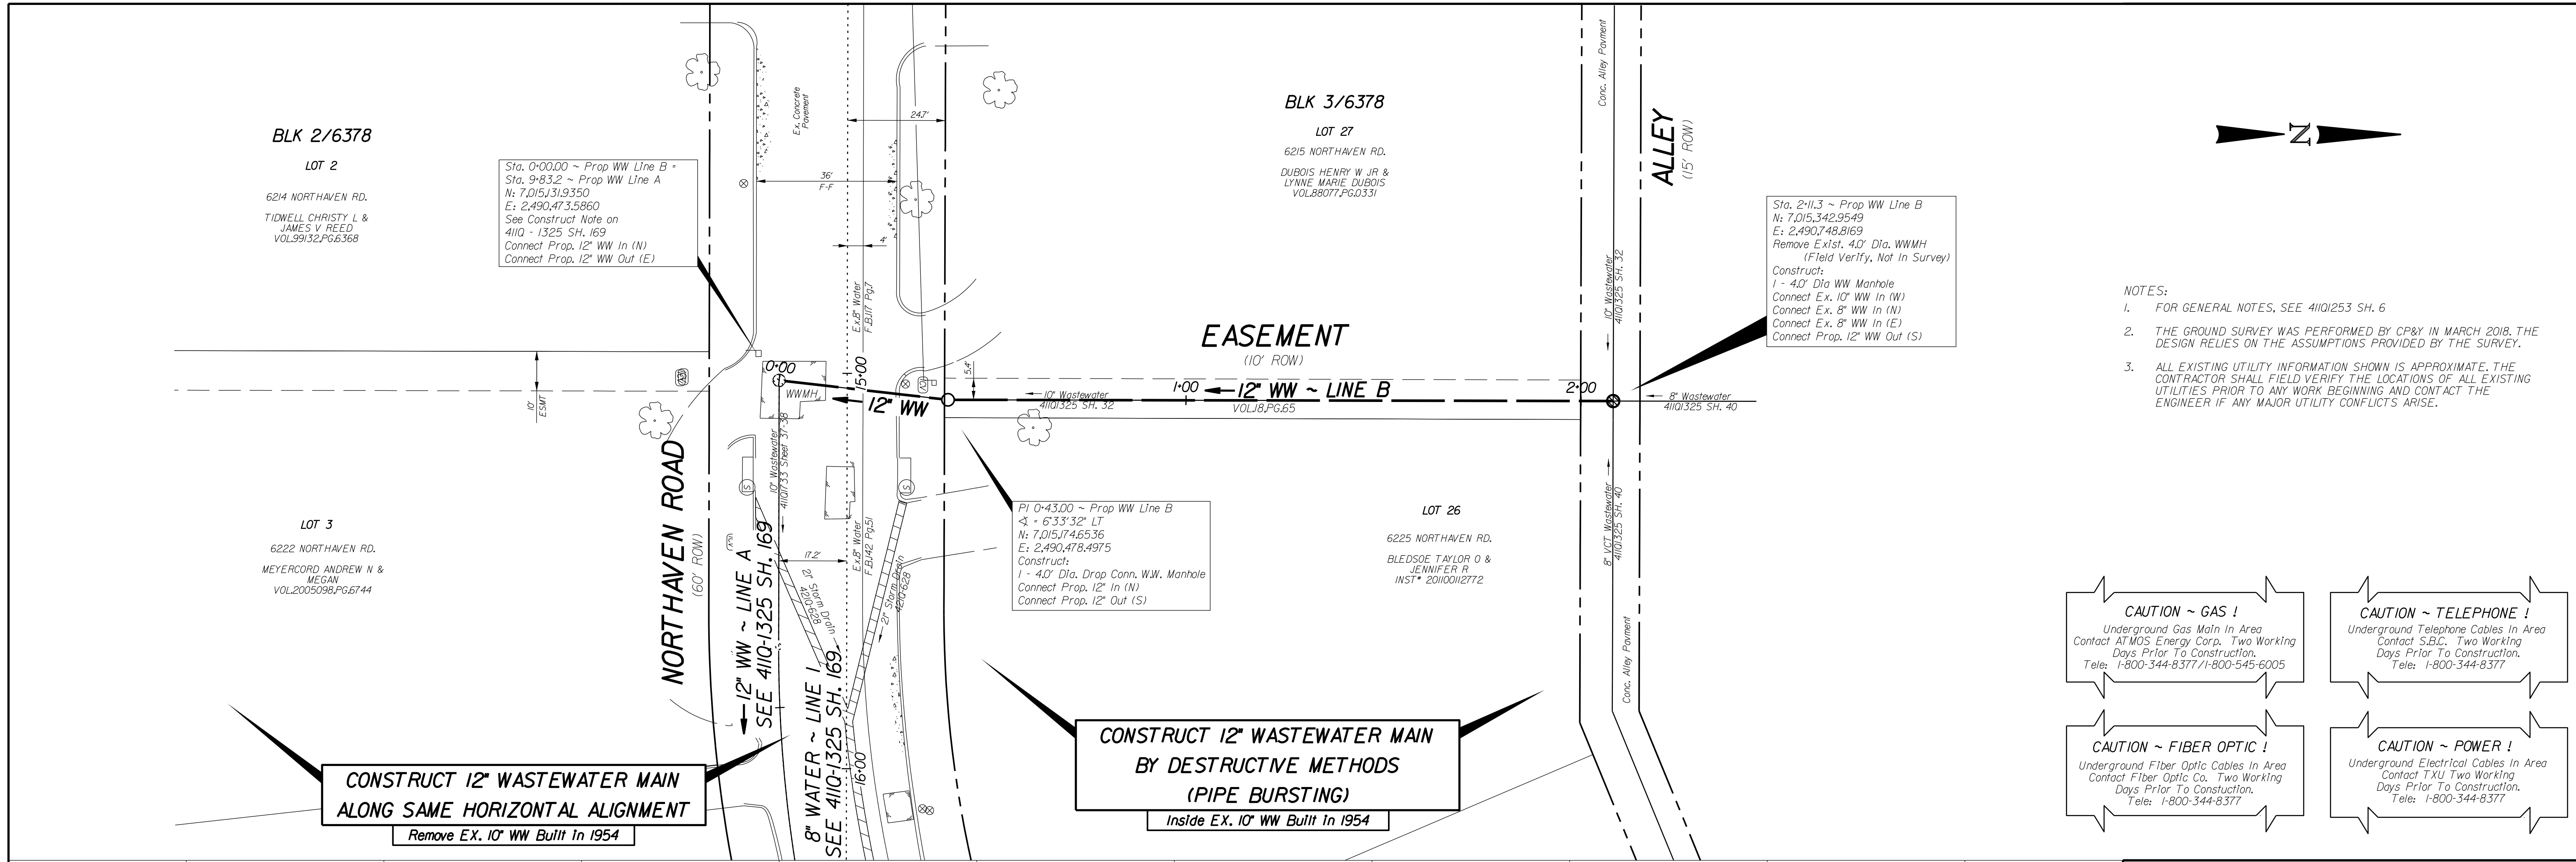 BLK 2/6378
LOT 2
6214 NORTHAVEN RD.
TIDWELL CHRISTY L &
JAMES V REED
VOL.99132,PG.6368
Sta. 0+00.00 ~ Prop WW Line B =
Sta. 9+83.2 ~ Prop WW Line A
N: 7,015,131.9350
E: 2,490,473.5860
See Construct Note on
411Q - 1325 SH. 169
Connect Prop. 12" WW In (N)
Connect Prop. 12" WW Out (E)
Ex. Concrete
Pavement
24.7'
36'
F-F
4'
Ex.8" Water
F.B.117 Pg.7
BLK 3/6378
LOT 27
6215 NORTHAVEN RD.
DUBOIS HENRY W JR &
LYNNE MARIE DUBOIS
VOL.88077,PG.0331
Conc. Alley Pavment
ALLEY
(15' ROW)
10" Wastewater
411Q1325 SH. 32
N
Sta. 2+11.3 ~ Prop WW Line B
N: 7,015,342.9549
E: 2,490,748.8169
Remove Exist. 4.0' Dia. WWMH
(Field Verify, Not In Survey)
Construct:
1 - 4.0' Dia WW Manhole
Connect Ex. 10" WW In (W)
Connect Ex. 8" WW In (N)
Connect Ex. 8" WW In (E)
Connect Prop. 12" WW Out (S)
NOTES:
1. FOR GENERAL NOTES, SEE 411Q1253 SH. 6
2. THE GROUND SURVEY WAS PERFORMED BY CP&Y IN MARCH 2018. THE
DESIGN RELIES ON THE ASSUMPTIONS PROVIDED BY THE SURVEY.
3. ALL EXISTING UTILITY INFORMATION SHOWN IS APPROXIMATE. THE
CONTRACTOR SHALL FIELD VERIFY THE LOCATIONS OF ALL EXISTING
UTILITIES PRIOR TO ANY WORK BEGINNING AND CONTACT THE
ENGINEER IF ANY MAJOR UTILITY CONFLICTS ARISE.
EASEMENT
(10' ROW)
10'
ESMT
0+00
WWMH
15+00
12" WW
5.4'
10" Wastewater
411Q1325 SH. 32
1+00
12" WW ~ LINE B
VOL.18,PG.65
2+00
8" Wastewater
411Q1325 SH. 40
LOT 3
6222 NORTHAVEN RD.
MEYERCORD ANDREW N &
MEGAN
VOL.2005098,PG.6744
NORTHAVEN ROAD
(60' ROW)
10" Wastewater
411Q1733 Sheet 37-38
S
S
17.2'
12" WW ~ LINE A
SEE 411Q-1325 SH. 169
21" Storm Drain
421Q-628
Ex.8" Water
F.B.142 Pg.51
21" Storm Drain
421Q-628
8" WATER ~ LINE 1
SEE 411Q-1325 SH. 169
16+00
PI 0+43.00 ~ Prop WW Line B
= 6°33'32" LT
N: 7,015,174.6536
E: 2,490,478.4975
Construct:
1 - 4.0' Dia. Drop Conn. W.W. Manhole
Connect Prop. 12" In (N)
Connect Prop. 12" Out (S)
LOT 26
6225 NORTHAVEN RD.
BLEDSOE TAYLOR O &
JENNIFER R
INST# 201100112772
8" VCT Wastewater
411Q1325 SH. 40
Conc. Alley Pavment
CONSTRUCT 12" WASTEWATER MAIN
ALONG SAME HORIZONTAL ALIGNMENT
Remove EX. 10" WW Built in 1954
CONSTRUCT 12" WASTEWATER MAIN
BY DESTRUCTIVE METHODS
(PIPE BURSTING)
Inside EX. 10" WW Built in 1954
CAUTION ~ GAS !
Underground Gas Main In Area
Contact ATMOS Energy Corp. Two Working
Days Prior To Construction.
Tele: 1-800-344-8377/1-800-545-6005
CAUTION ~ TELEPHONE !
Underground Telephone Cables In Area
Contact S.B.C. Two Working
Days Prior To Construction.
Tele: 1-800-344-8377
CAUTION ~ FIBER OPTIC !
Underground Fiber Optic Cables In Area
Contact Fiber Optic Co. Two Working
Days Prior To Constuction.
Tele: 1-800-344-8377
CAUTION ~ POWER !
Underground Electrical Cables In Area
Contact TXU Two Working
Days Prior To Construction.
Tele: 1-800-344-8377